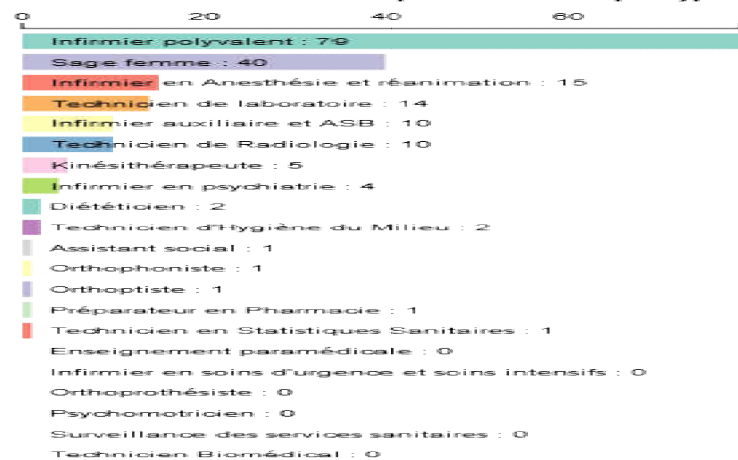 0 20 40 60
Infirmier polyvalent : 79
Sage femme : 40
Infirmier en Anesthésie et réanimation : 15
Technicien de laboratoire : 14
Infirmier auxiliaire et ASB : 10
Technicien de Radiologie : 10
Kinésithérapeute : 5
Infirmier en psychiatrie : 4
Diététicien : 2
Technicien d'Hygiène du Milieu : 2
Assistant social : 1
Orthophoniste : 1
Orthoptiste : 1
Préparateur en Pharmacie : 1
Technicien en Statistiques Sanitaires : 1
Enseignement paramédicale : 0
Infirmier en soins d'urgence et soins intensifs : 0
Orthoprothésiste : 0
Psychomotricien : 0
Surveillance des services sanitaires : 0
Technicien Biomédical : 0